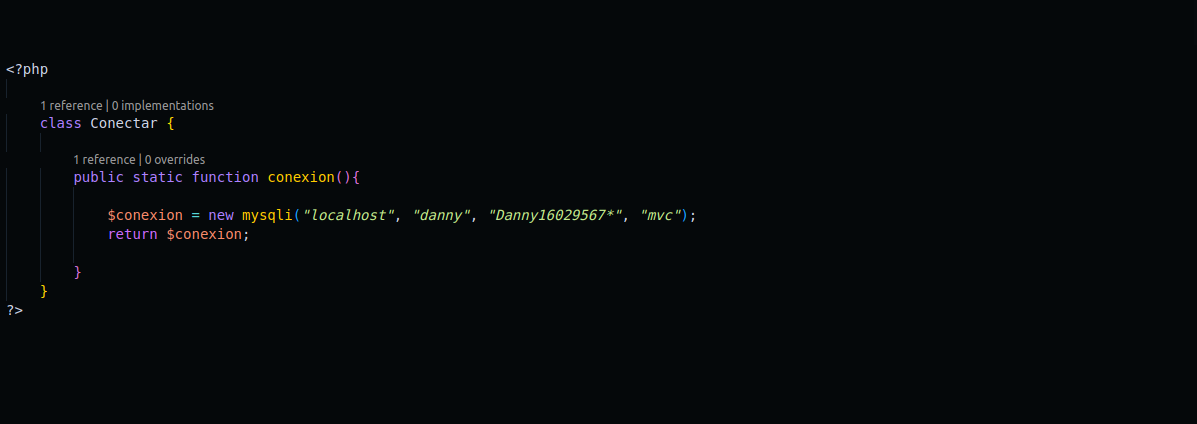 <?php
1 reference | 0 implementations
class Conectar {
1 reference | 0 overrides
public static function conexion(){
$conexion = new mysqli("localhost", "danny", "Danny16029567*", "mvc");
return $conexion;
}
}
?>